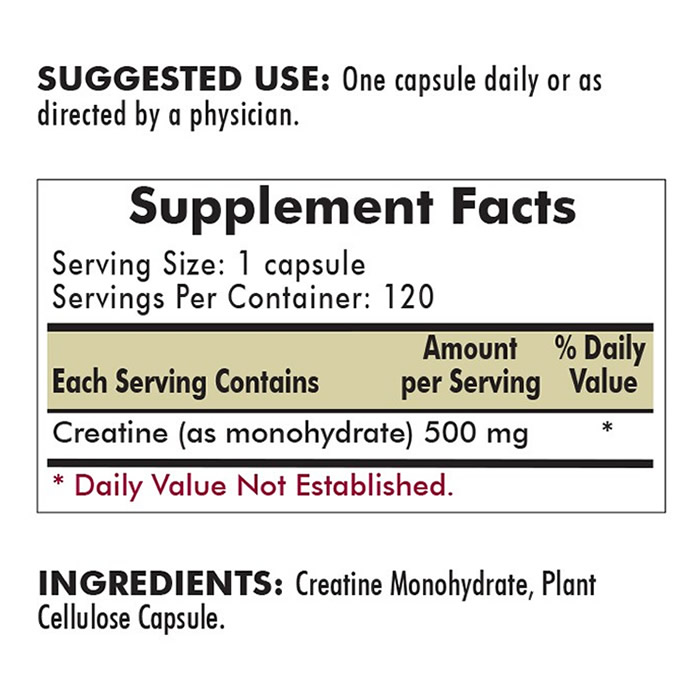 SUGGESTED USE: One capsule daily or as
directed by a physician.
Supplement Facts
Serving Size: 1 capsule
Servings Per Container: 120
Amount % Daily
Each Serving Contains per Serving Value
Creatine (as monohydrate) 500 mg *
* Daily Value Not Established.
INGREDIENTS: Creatine Monohydrate, Plant
Cellulose Capsule.